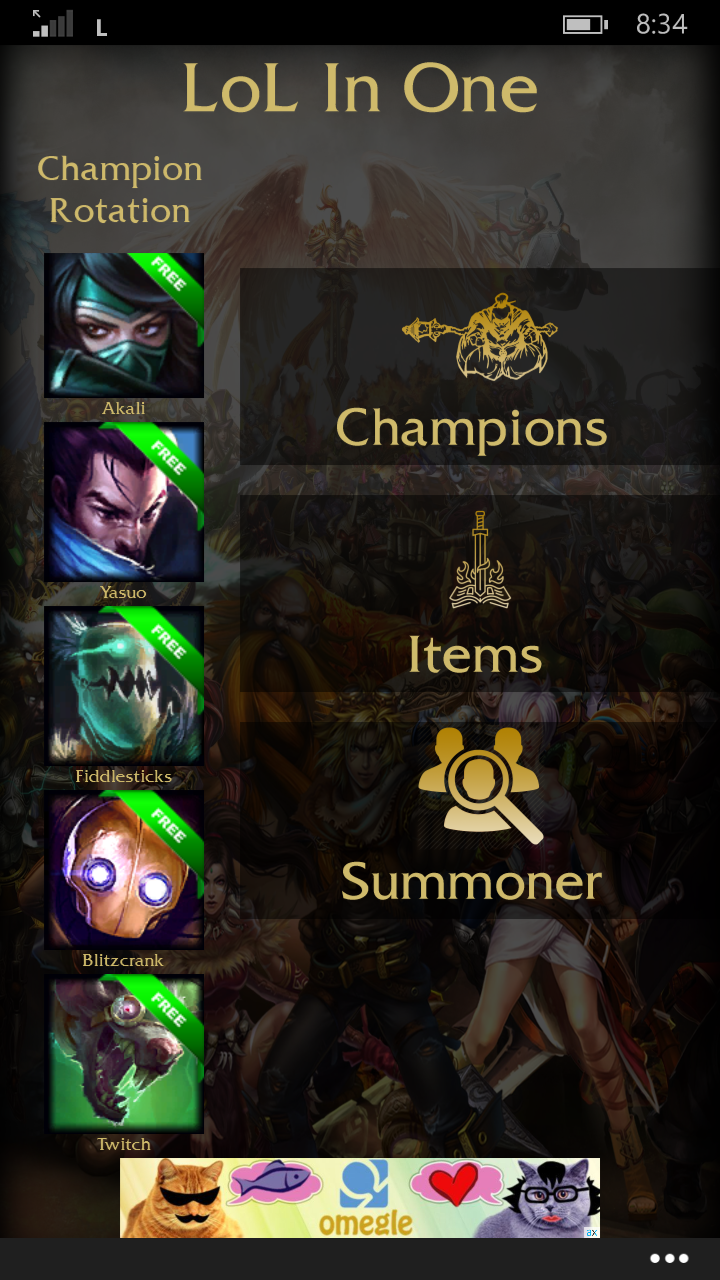 L
8:34
LoL In One
Champion
Rotation
FREE
Akali
FREE
Yasuo
FREE
Fiddlesticks
FREE
Blitzcrank
FREE
Twitch
Champions
Items
Summoner
omegle
ax